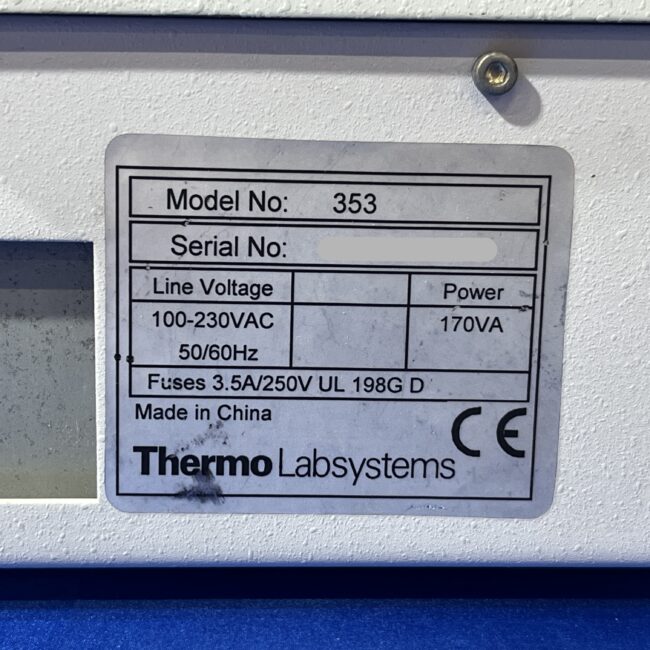 Model No: 353
Serial No:
Line Voltage Power
100-230VAC 170VA
50/60Hz
Fuses 3.5A/250V UL 198G D
Made in China
CE
Thermo Labsystems